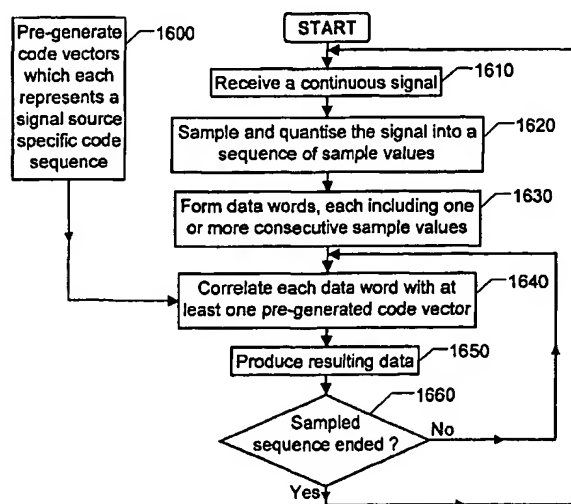 Pre-generate
code vectors
which each
represents a
signal source
specific code
sequence
1600
START
1610
Receive a continuous signal
1620
Sample and quantise the signal into a
sequence of sample values
1630
Form data words, each including one
or more consecutive sample values
1640
Correlate each data word with at
least one pre-generated code vector
1650
Produce resulting data
1660
Sampled
sequence ended ?
No
Yes